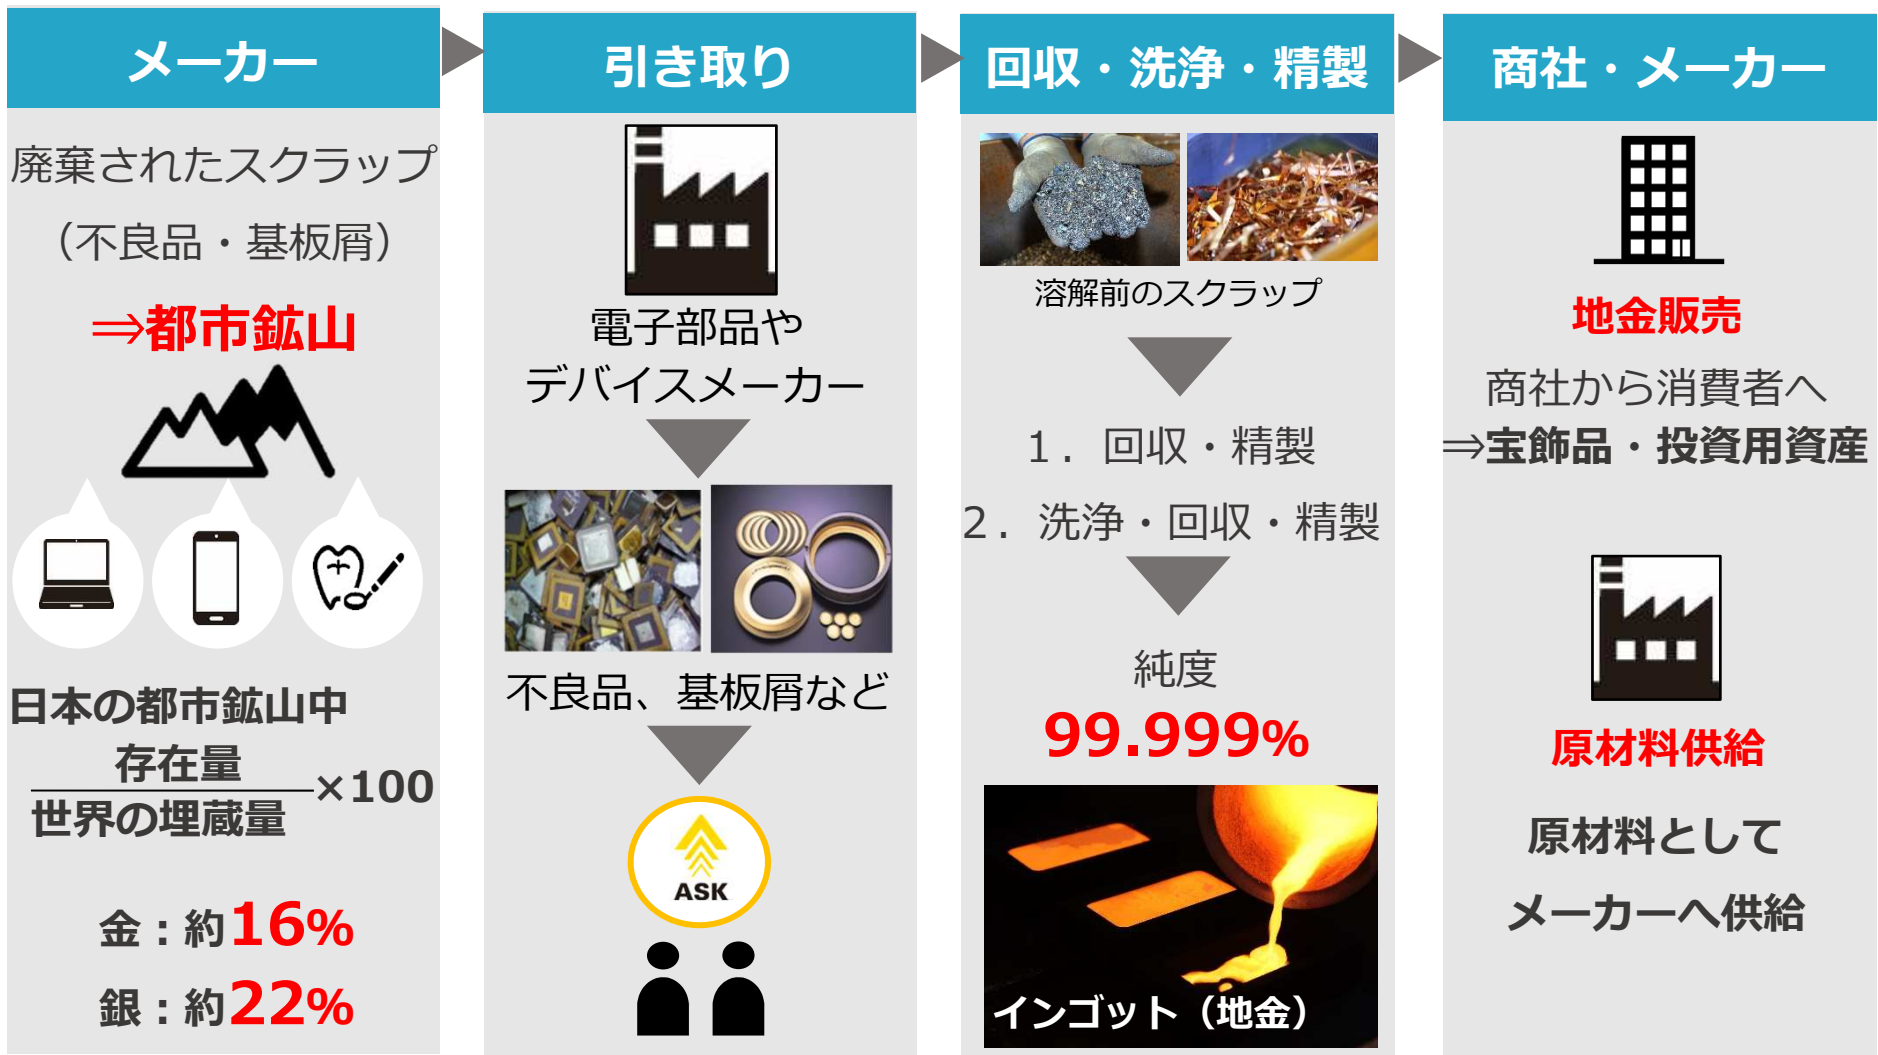 メーカー
廃棄されたスクラップ
（不良品・基板屑）
⇒都市鉱山
日本の都市鉱山中
存在量
世界の埋蔵量
×100
金：約16%
銀：約22%
引き取り
電子部品や
デバイスメーカー
不良品、基板屑など
ASK
回収・洗浄・精製
溶解前のスクラップ
1．回収・精製
2．洗浄・回収・精製
純度
99.999%
インゴット（地金）
商社・メーカー
地金販売
商社から消費者へ
⇒宝飾品・投資用資産
原材料供給
原材料として
メーカーへ供給